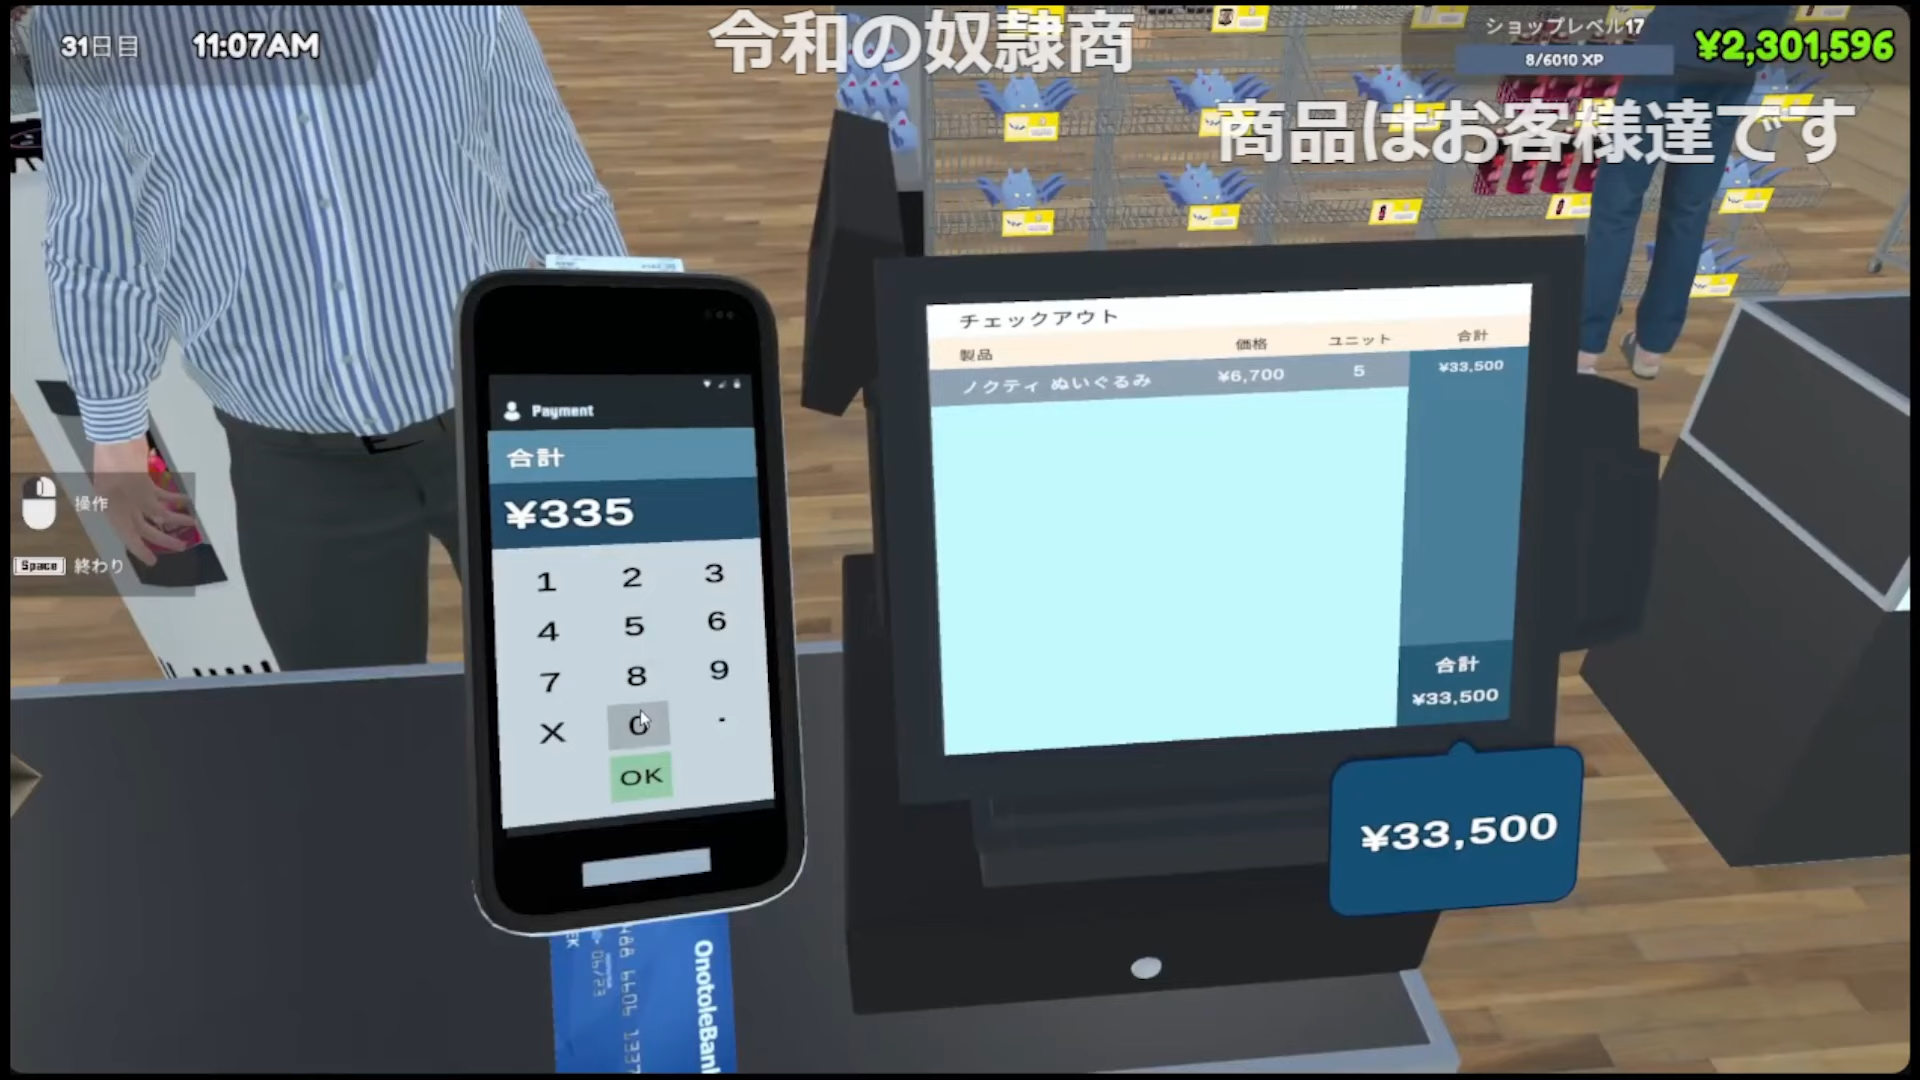 31日目
11:07AM
令和の奴隷商
ショップレベル17
8/6010 XP
¥2,301,596
商品はお客様達です
操作
Space 終わり
Payment
合計
¥335
1 2 3
4 5 6
7 8 9
X 0 .
OK
チェックアウト
製品 価格 ユニット 合計
ノクティ ぬいぐるみ ¥6,700 5 ¥33,500
合計
¥33,500
¥33,500
OnotoleBank
06/23